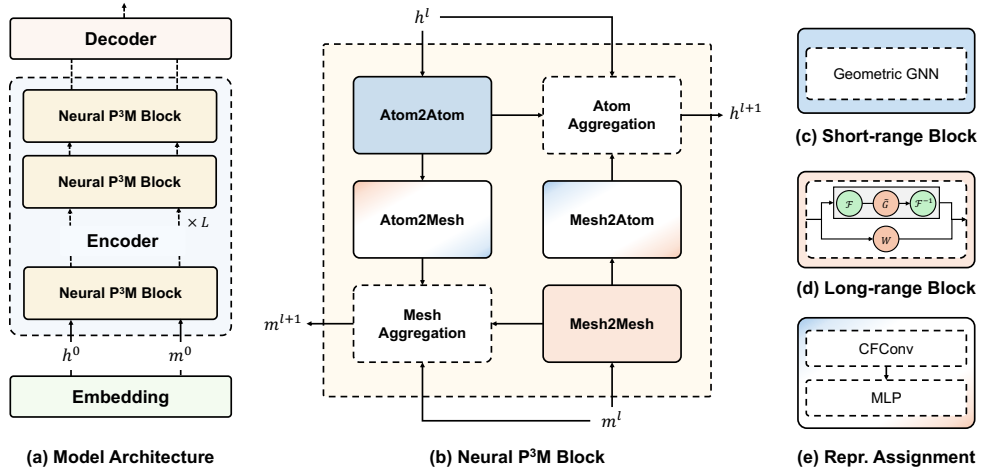 Decoder
Neural P³M Block
Neural P³M Block
× L
Encoder
Neural P³M Block
h⁰ m⁰
Embedding
(a) Model Architecture
hˡ
Atom2Atom
Atom
Aggregation
hˡ⁺¹
Atom2Mesh
Mesh2Atom
mˡ⁺¹
Mesh
Aggregation
Mesh2Mesh
mˡ
(b) Neural P³M Block
Geometric GNN
(c) Short-range Block
ℱ G̃ ℱ⁻¹
W
(d) Long-range Block
CFConv
MLP
(e) Repr. Assignment